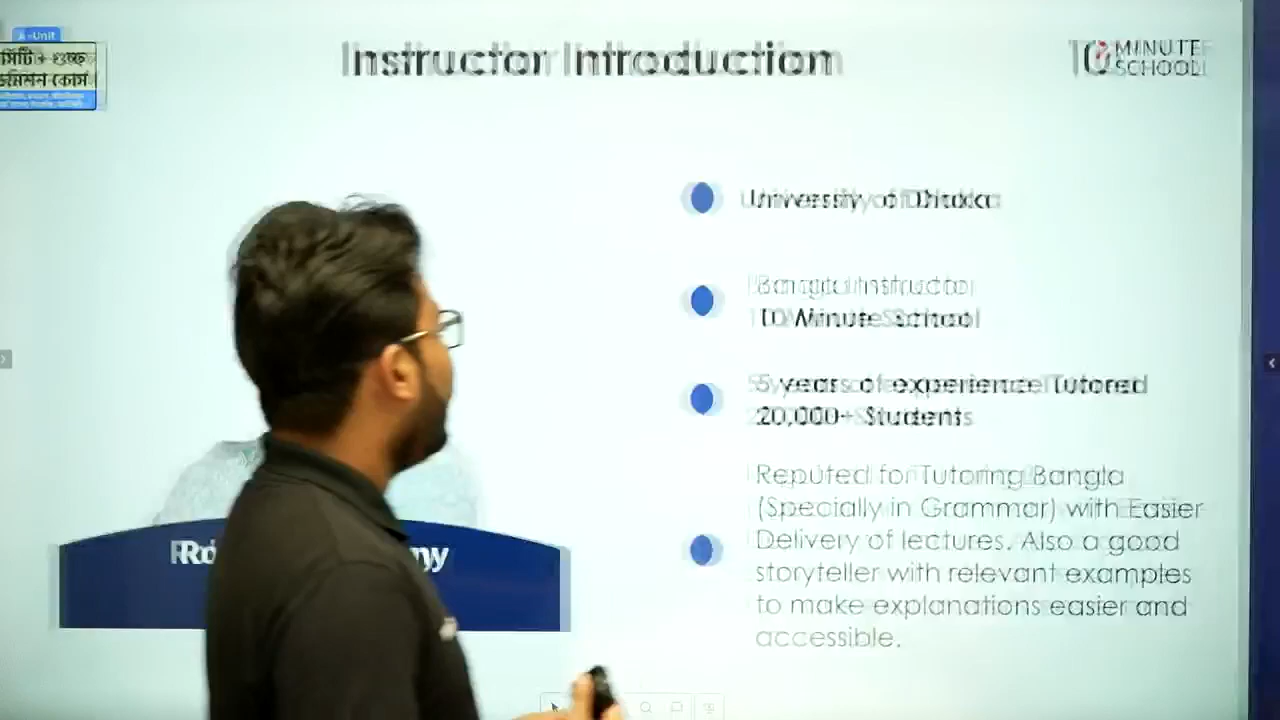 A-Unit
Instructor Introduction
10 MINUTE
SCHOOL
University of Dhaka
Bangla Instructor
10 Minute School
5 years of experience Tutored
20,000+ Students
Reputed for Tutoring Bangla
(Specially in Grammar) with Easier
Delivery of lectures. Also a good
storyteller with relevant examples
to make explanations easier and
accessible.